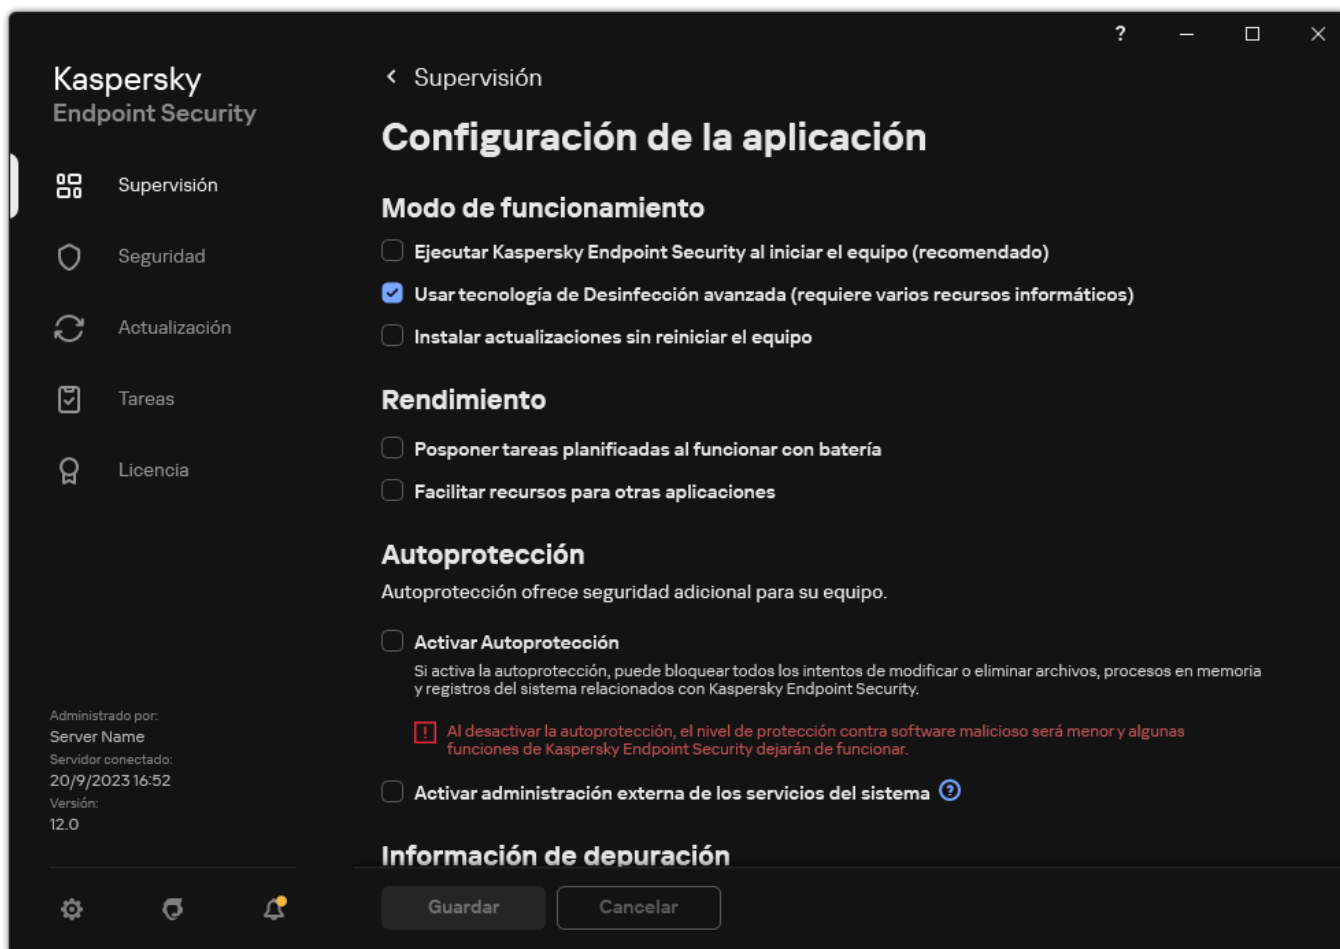 ?
Kaspersky
Endpoint Security
Supervisión
Seguridad
Actualización
Tareas
Licencia
Administrado por:
Server Name
Servidor conectado:
20/9/2023 16:52
Versión:
12.0
Supervisión
Configuración de la aplicación
Modo de funcionamiento
Ejecutar Kaspersky Endpoint Security al iniciar el equipo (recomendado)
Usar tecnología de Desinfección avanzada (requiere varios recursos informáticos)
Instalar actualizaciones sin reiniciar el equipo
Rendimiento
Posponer tareas planificadas al funcionar con batería
Facilitar recursos para otras aplicaciones
Autoprotección
Autoprotección ofrece seguridad adicional para su equipo.
Activar Autoprotección
Si activa la autoprotección, puede bloquear todos los intentos de modificar o eliminar archivos, procesos en memoria
y registros del sistema relacionados con Kaspersky Endpoint Security.
! Al desactivar la autoprotección, el nivel de protección contra software malicioso será menor y algunas
funciones de Kaspersky Endpoint Security dejarán de funcionar.
Activar administración externa de los servicios del sistema ?
Información de depuración
Guardar
Cancelar